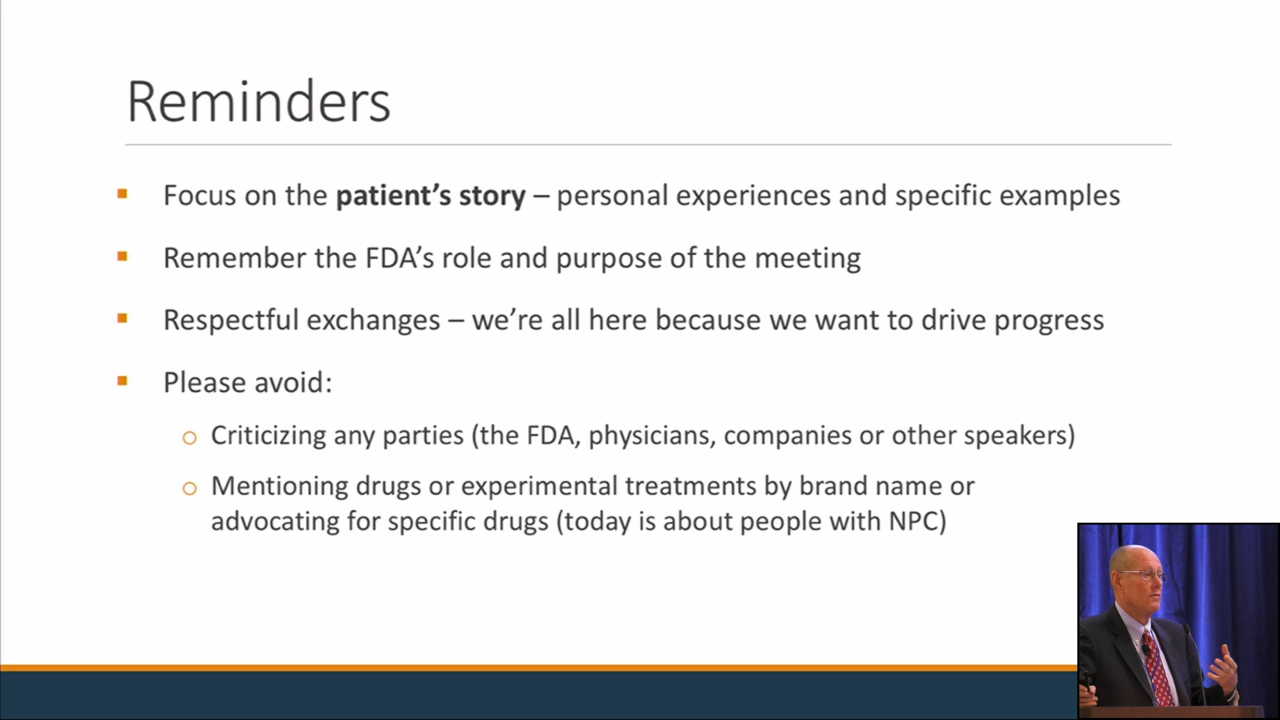 Reminders
Focus on the patient’s story – personal experiences and specific examples
Remember the FDA’s role and purpose of the meeting
Respectful exchanges – we’re all here because we want to drive progress
Please avoid:
Criticizing any parties (the FDA, physicians, companies or other speakers)
Mentioning drugs or experimental treatments by brand name or
advocating for specific drugs (today is about people with NPC)